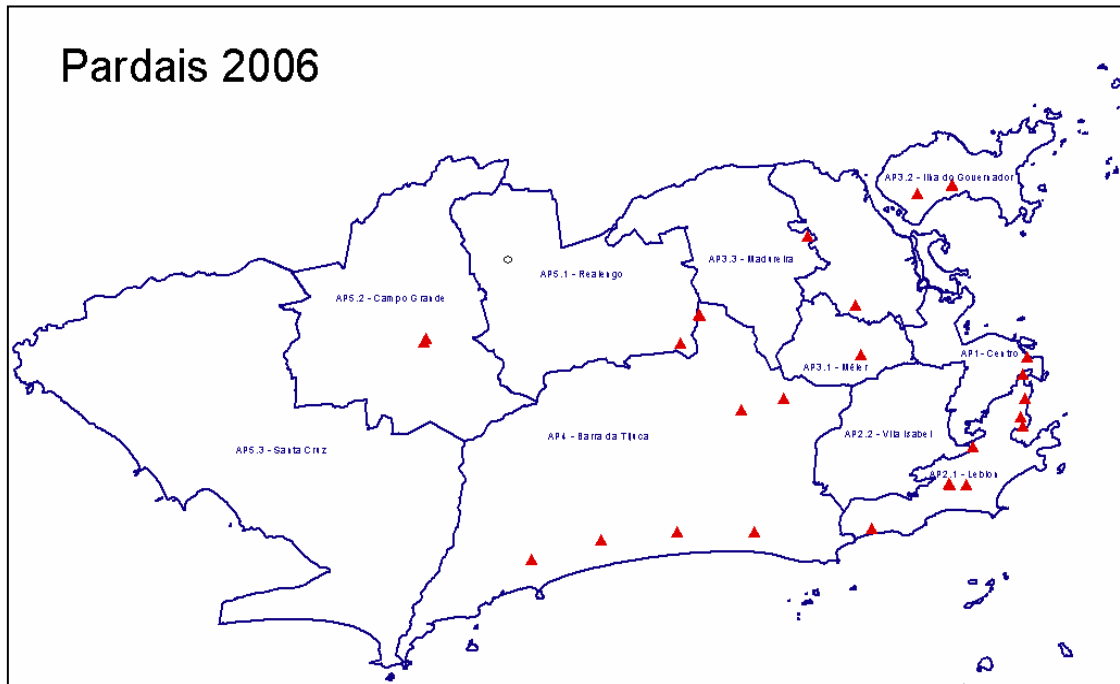 Pardais 2006
AP3.2 - Ilha do Governador
AP3.3 - Madureira
AP5.1 - Realengo
AP5.2 - Campo Grande
AP1- Centro
AP3.1 - Méier
AP2.2 - Vila Isabel
AP4 - Barra da Tijuca
AP5.3 - Santa Cruz
AP2.1 - Leblon